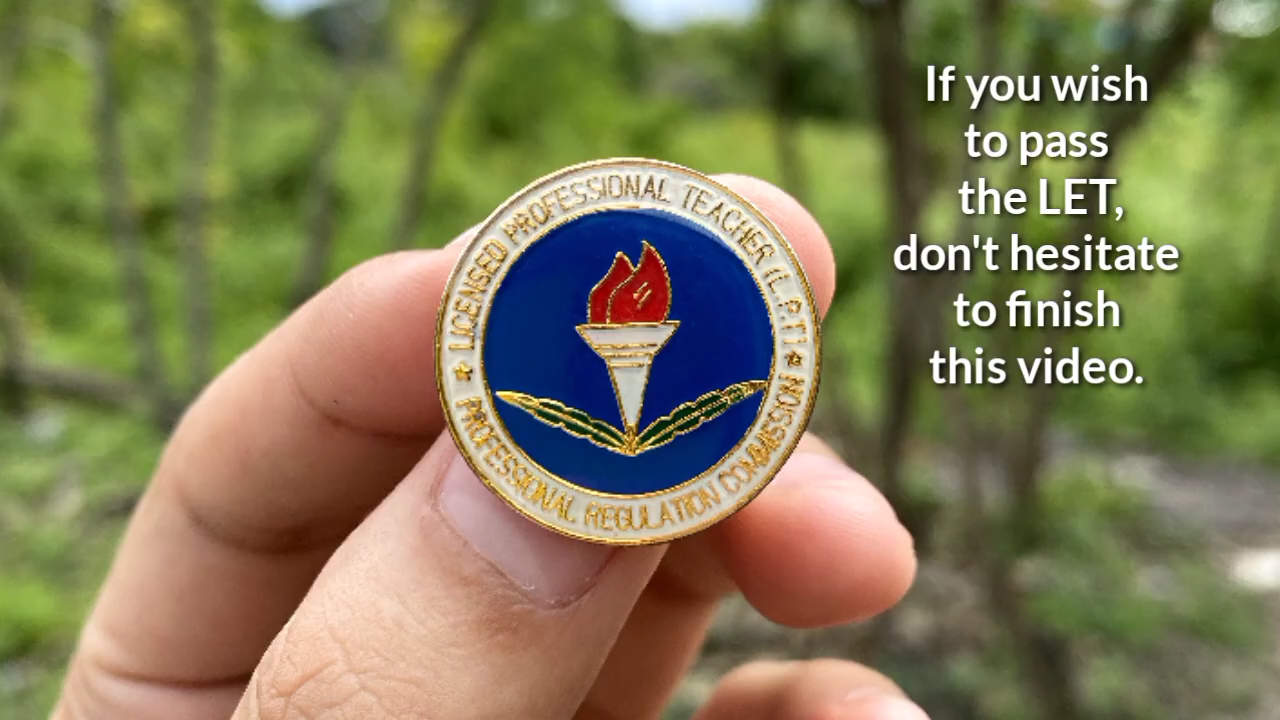 LICENSED PROFESSIONAL TEACHER (L.P.T)
PROFESSIONAL REGULATION COMMISSION
If you wish
to pass
the LET,
don't hesitate
to finish
this video.